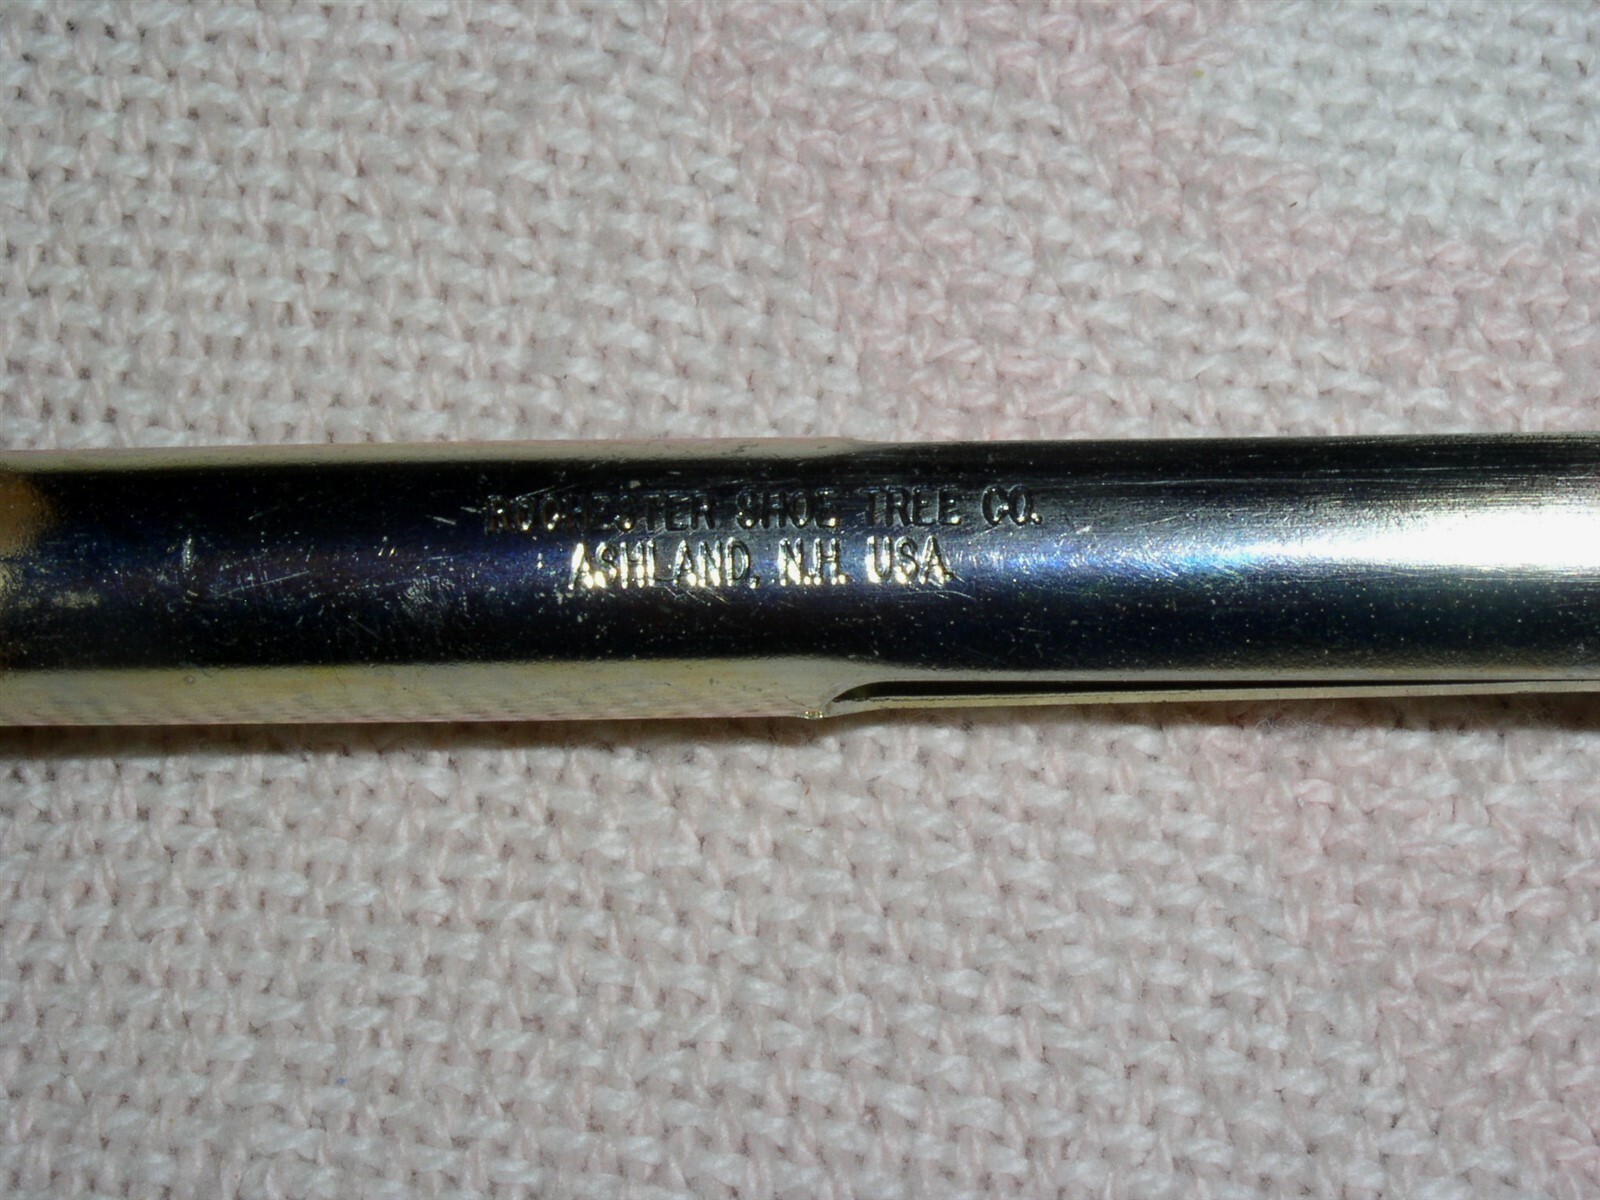 ROCHESTER SHOE TREE CO.
ASHLAND, N.H. USA